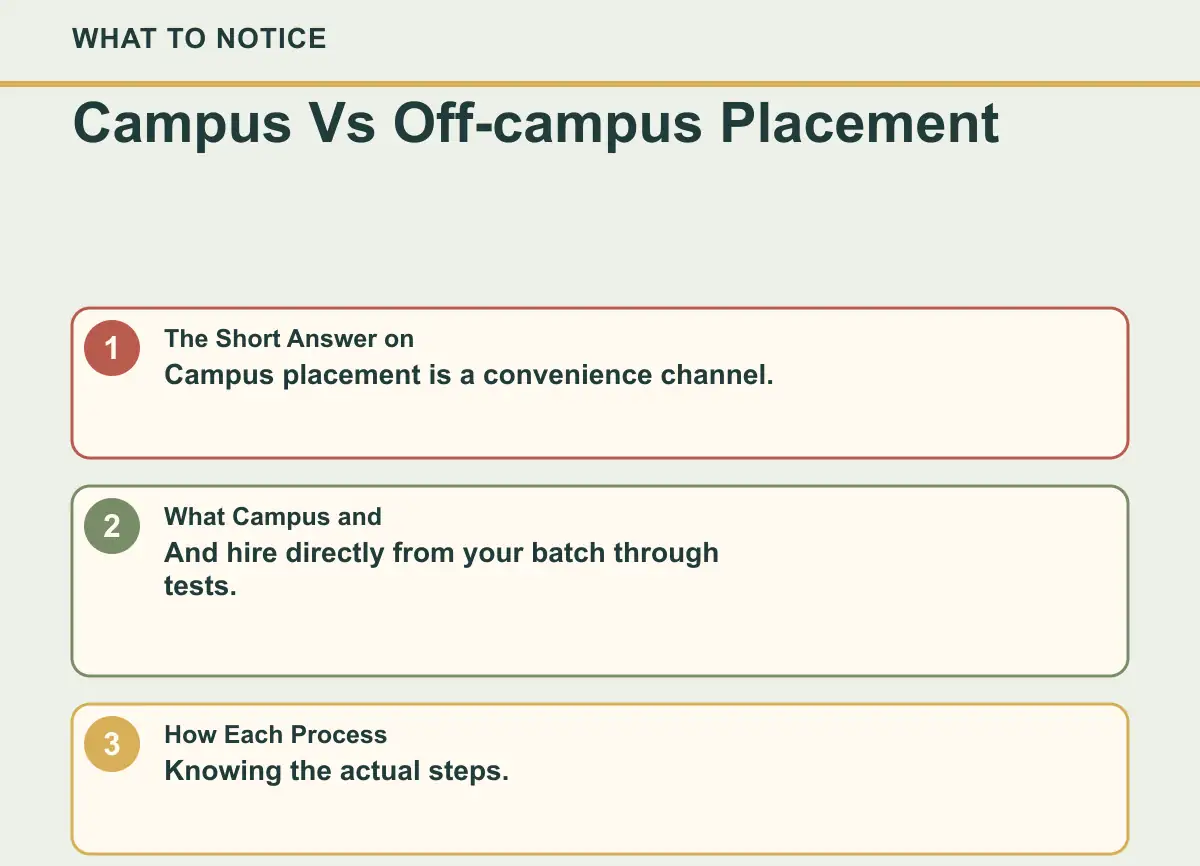 WHAT TO NOTICE
Campus Vs Off-campus Placement
1
The Short Answer on
Campus placement is a convenience channel.
2
What Campus and
And hire directly from your batch through
tests.
3
How Each Process
Knowing the actual steps.